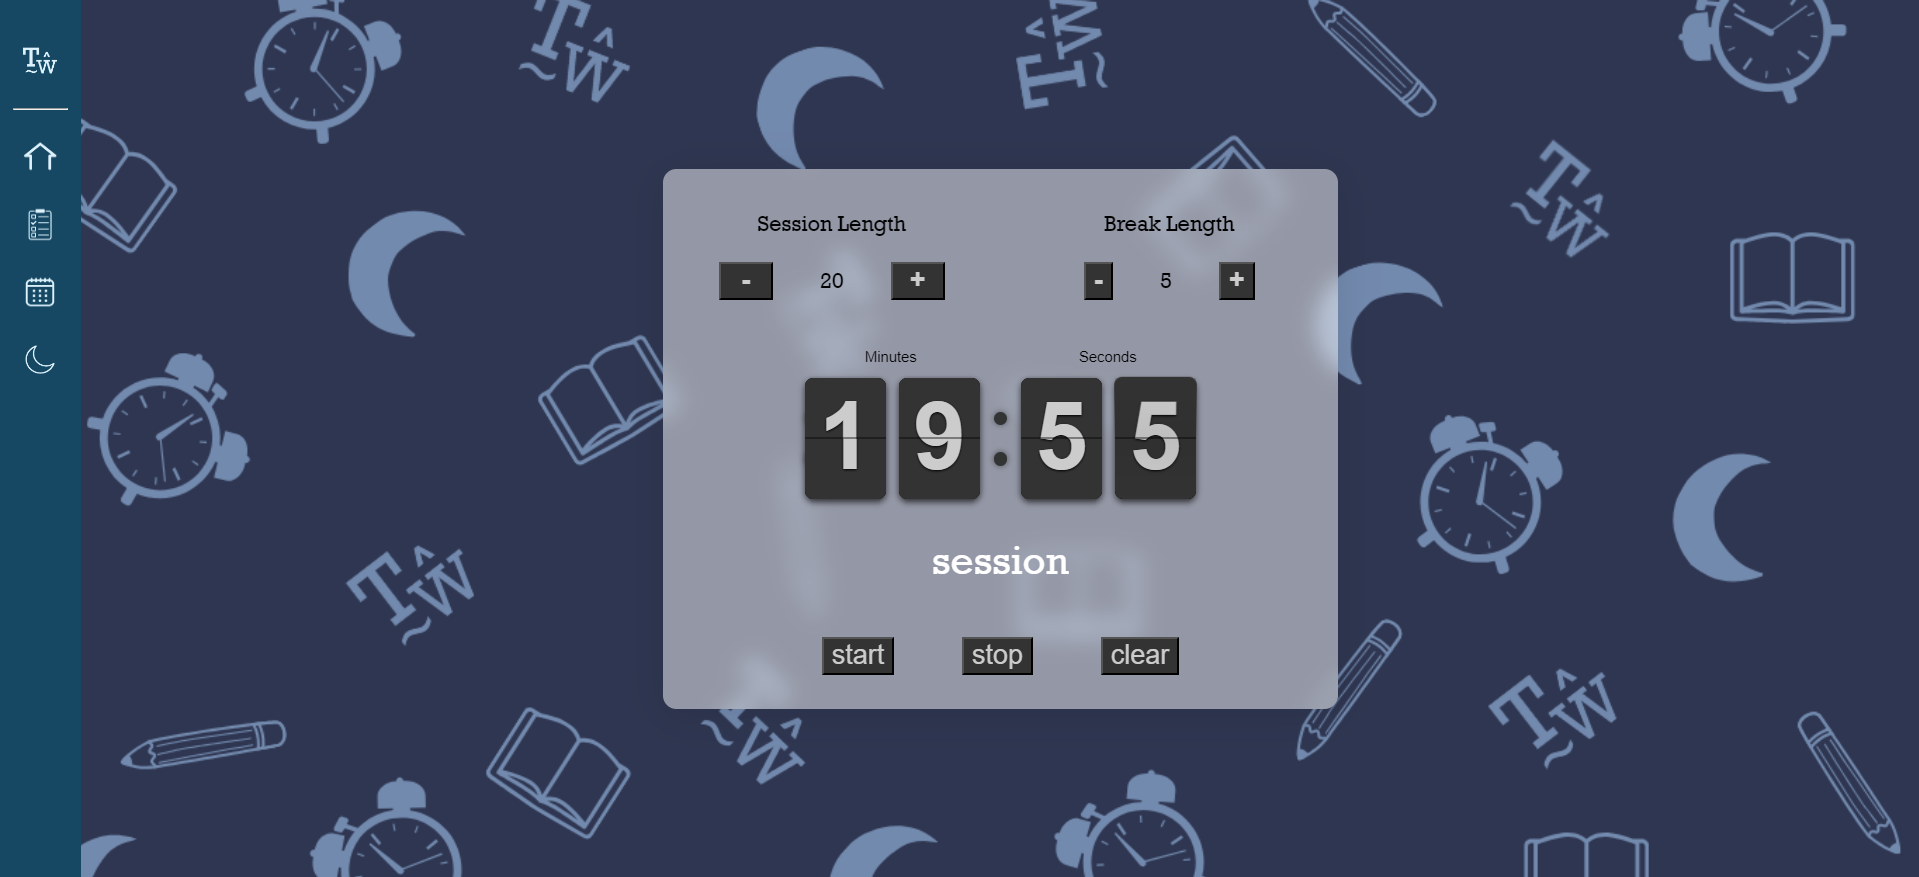 TW
Session Length
Break Length
- 20 +
- 5 +
Minutes
Seconds
19:55
session
start
stop
clear